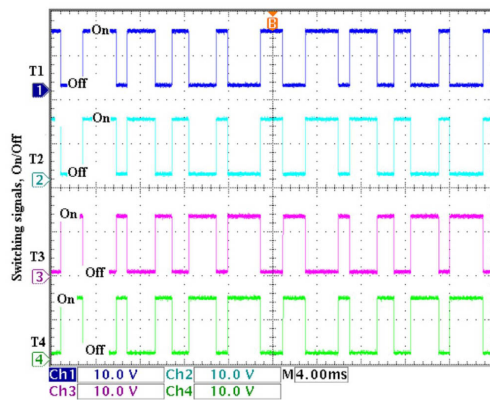 B
On
T1
1
Off
T2
2
Off
Switching signals, On/Off
On
T3
3
Off
On
T4
4
Off
Ch1 10.0 V Ch2 10.0 V M 4.00ms
Ch3 10.0 V Ch4 10.0 V